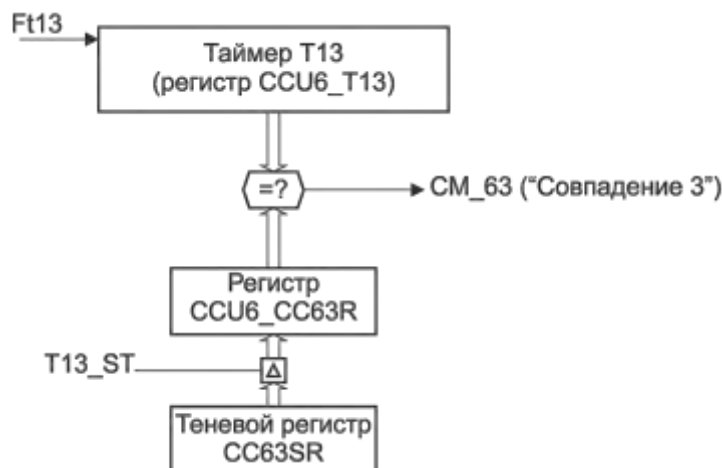 Ft13
Таймер T13
(регистр CCU6_T13)
=?
CM_63 (“Совпадение 3”)
Регистр
CCU6_CC63R
T13_ST
Теневой регистр
CC63SR